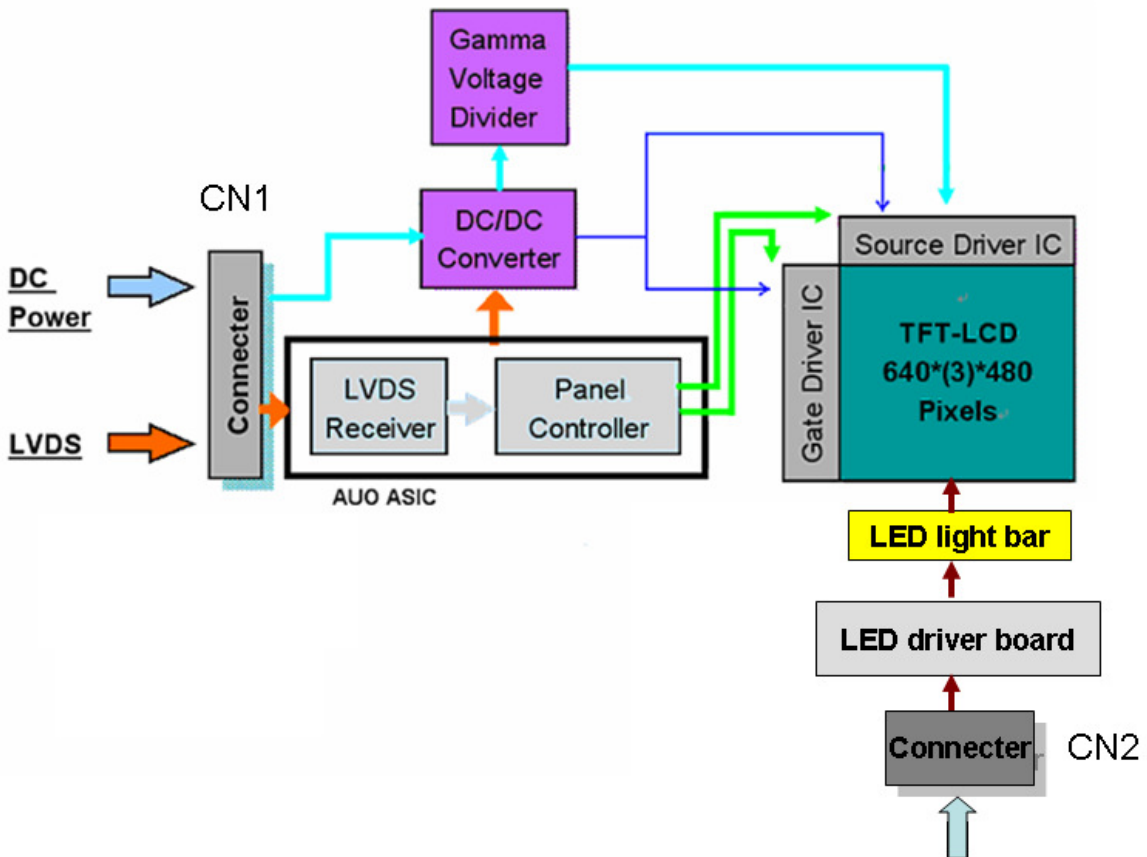 Gamma
Voltage
Divider
CN1
DC/DC
Converter
DC
Power
Connecter
LVDS
LVDS
Receiver
Panel
Controller
AUO ASIC
Source Driver IC
Gate Driver IC
TFT-LCD
640*(3)*480
Pixels
LED light bar
LED driver board
Connecter
CN2